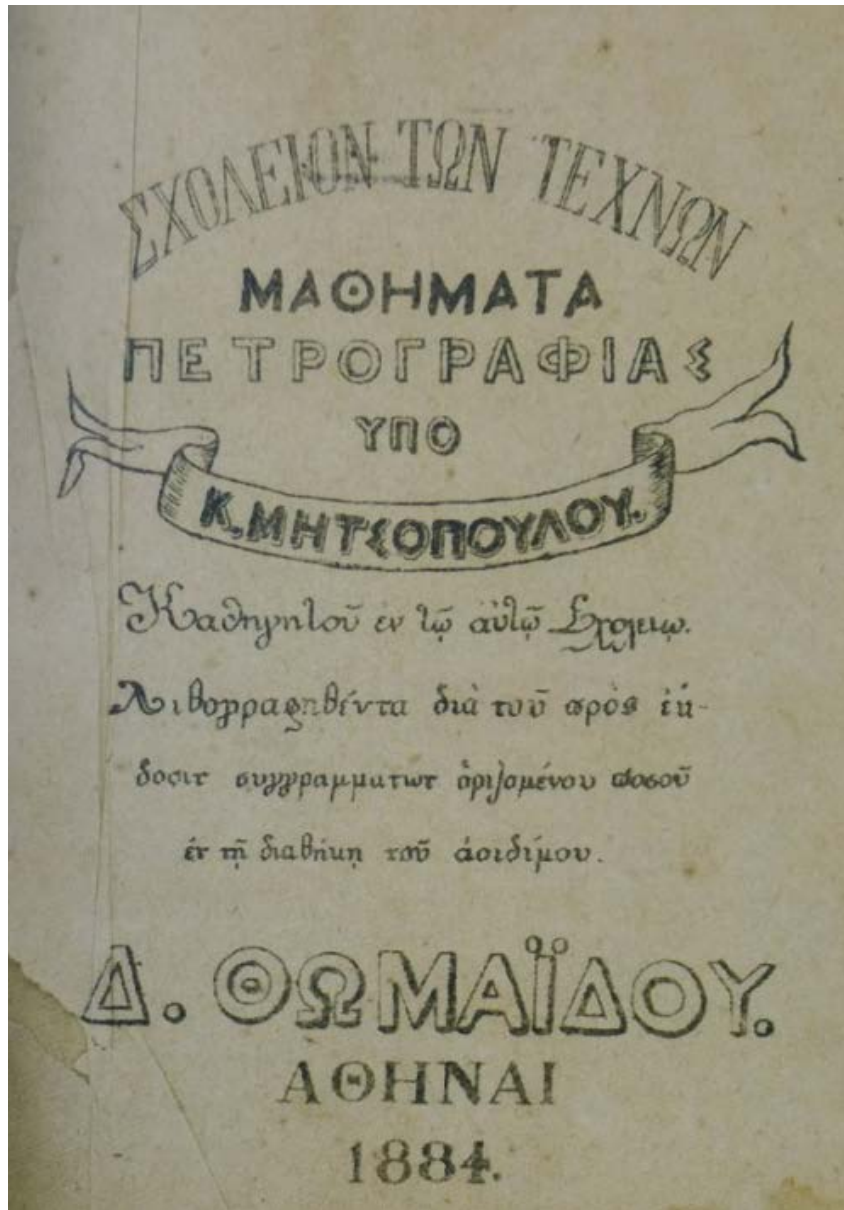 ΣΧΟΛΕΙΟΝ ΤΩΝ ΤΕΧΝΩΝ
ΜΑΘΗΜΑΤΑ
ΠΕΤΡΟΓΡΑΦΙΑΣ
ΥΠΟ
Κ. ΜΗΤΣΟΠΟΥΛΟΥ.
Καθηγητοῦ ἐν τῷ αὐτῷ Σχολείῳ.
Λιθογραφηθέντα διὰ τοῦ πρὸς ἔκ-
δοσιν συγγραμμάτων ὁριζομένου ποσοῦ
ἐν τῇ διαθήκῃ τοῦ ἀοιδίμου.
Δ. ΘΩΜΑΪΔΟΥ.
ΑΘΗΝΑΙ
1884.